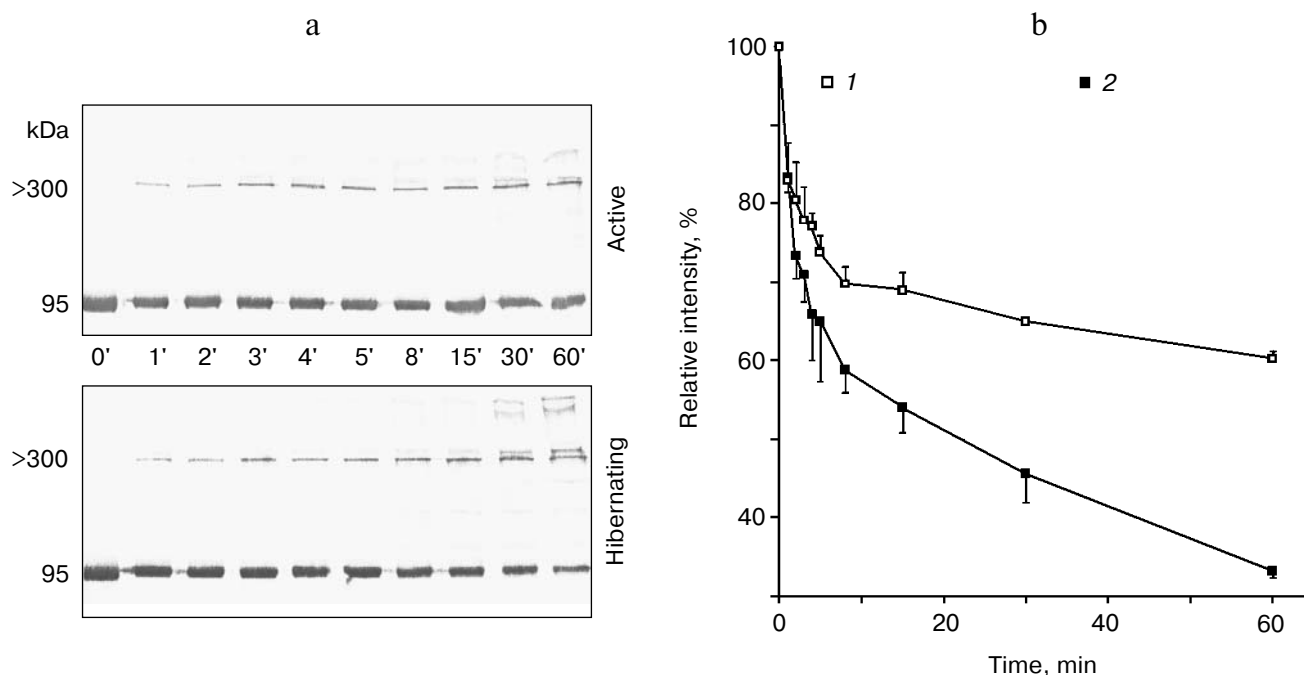 a
kDa
>300
95
Active
0' 1' 2' 3' 4' 5' 8' 15' 30' 60'
>300
95
Hibernating
b
1 2
100
80
60
40
Relative intensity, %
0 20 40 60
Time, min